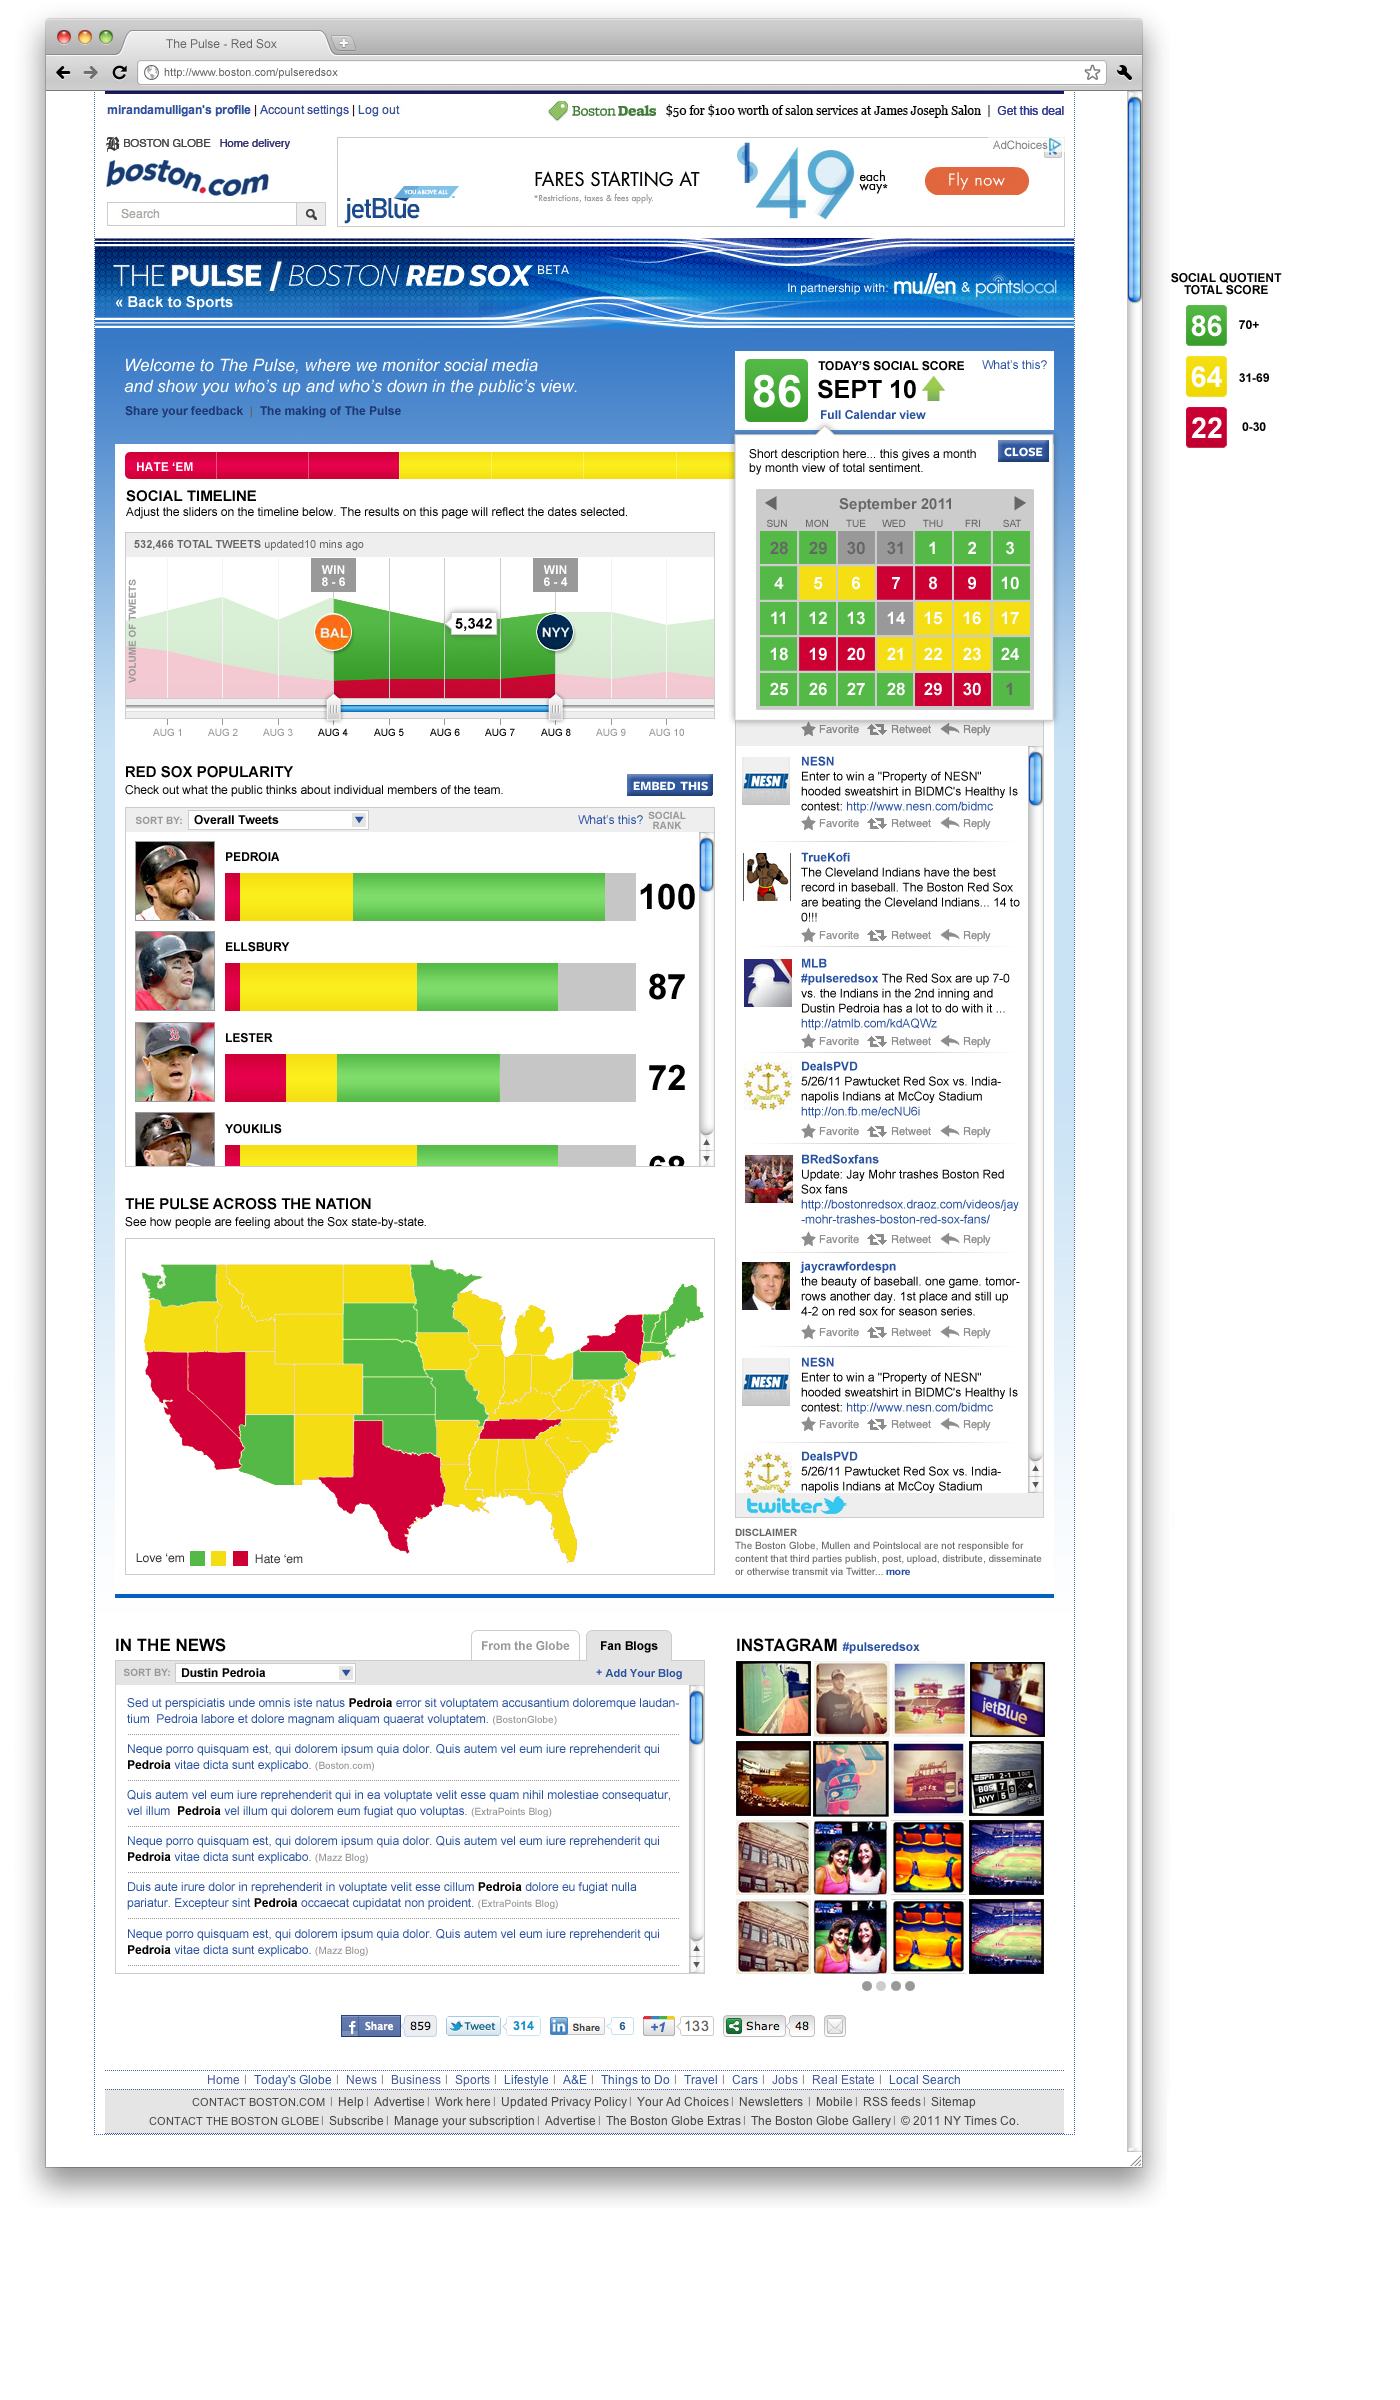 The Pulse - Red Sox
http://www.boston.com/pulseredsox
mirandamulligan's profile | Account settings | Log out
Boston Deals $50 for $100 worth of salon services at James Joseph Salon | Get this deal
BOSTON GLOBE Home delivery
boston.com
Search
AdChoices
jetBlue YOU ABOVE ALL
FARES STARTING AT
*Restrictions, taxes & fees apply.
$49 each way*
Fly now
THE PULSE / BOSTON RED SOX BETA
« Back to Sports
In partnership with: mullen & pointslocal
SOCIAL QUOTIENT
TOTAL SCORE
86 70+
64 31-69
22 0-30
Welcome to The Pulse, where we monitor social media
and show you who's up and who's down in the public's view.
Share your feedback | The making of The Pulse
86
TODAY'S SOCIAL SCORE What's this?
SEPT 10
Full Calendar view
Short description here... this gives a month
by month view of total sentiment.
CLOSE
September 2011
SUN MON TUE WED THU FRI SAT
28 29 30 31 1 2 3
4 5 6 7 8 9 10
11 12 13 14 15 16 17
18 19 20 21 22 23 24
25 26 27 28 29 30 1
HATE 'EM
SOCIAL TIMELINE
Adjust the sliders on the timeline below. The results on this page will reflect the dates selected.
532,466 TOTAL TWEETS updated10 mins ago
VOLUME OF TWEETS
WIN
8 - 6
WIN
6 - 4
BAL
5,342
NYY
AUG 1 AUG 2 AUG 3 AUG 4 AUG 5 AUG 6 AUG 7 AUG 8 AUG 9 AUG 10
RED SOX POPULARITY
Check out what the public thinks about individual members of the team.
EMBED THIS
SORT BY: Overall Tweets
What's this? SOCIAL
RANK
PEDROIA
100
ELLSBURY
87
LESTER
72
YOUKILIS
68
THE PULSE ACROSS THE NATION
See how people are feeling about the Sox state-by-state.
Love 'em Hate 'em
Favorite Retweet Reply
NESN
NESN
Enter to win a "Property of NESN"
hooded sweatshirt in BIDMC's Healthy Is
contest: http://www.nesn.com/bidmc
Favorite Retweet Reply
TrueKofi
The Cleveland Indians have the best
record in baseball. The Boston Red Sox
are beating the Cleveland Indians... 14 to
0!!!
Favorite Retweet Reply
MLB
#pulseredsox The Red Sox are up 7-0
vs. the Indians in the 2nd inning and
Dustin Pedroia has a lot to do with it ...
http://atmlb.com/kdAQWz
Favorite Retweet Reply
DealsPVD
DealsPVD
5/26/11 Pawtucket Red Sox vs. India-
napolis Indians at McCoy Stadium
http://on.fb.me/ecNU6i
Favorite Retweet Reply
BRedSoxfans
Update: Jay Mohr trashes Boston Red
Sox fans
http://bostonredsox.draoz.com/videos/jay
-mohr-trashes-boston-red-sox-fans/
Favorite Retweet Reply
jaycrawfordespn
the beauty of baseball. one game. tomor-
rows another day. 1st place and still up
4-2 on red sox for season series.
Favorite Retweet Reply
NESN
NESN
Enter to win a "Property of NESN"
hooded sweatshirt in BIDMC's Healthy Is
contest: http://www.nesn.com/bidmc
Favorite Retweet Reply
DealsPVD
DealsPVD
5/26/11 Pawtucket Red Sox vs. India-
napolis Indians at McCoy Stadium
twitter
DISCLAIMER
The Boston Globe, Mullen and Pointslocal are not responsible for
content that third parties publish, post, upload, distribute, disseminate
or otherwise transmit via Twitter... more
IN THE NEWS
From the Globe Fan Blogs
SORT BY: Dustin Pedroia
+ Add Your Blog
Sed ut perspiciatis unde omnis iste natus Pedroia error sit voluptatem accusantium doloremque laudan-
tium Pedroia labore et dolore magnam aliquam quaerat voluptatem. (BostonGlobe)
Neque porro quisquam est, qui dolorem ipsum quia dolor. Quis autem vel eum iure reprehenderit qui
Pedroia vitae dicta sunt explicabo. (Boston.com)
Quis autem vel eum iure reprehenderit qui in ea voluptate velit esse quam nihil molestiae consequatur,
vel illum Pedroia vel illum qui dolorem eum fugiat quo voluptas. (ExtraPoints Blog)
Neque porro quisquam est, qui dolorem ipsum quia dolor. Quis autem vel eum iure reprehenderit qui
Pedroia vitae dicta sunt explicabo. (Mazz Blog)
Duis aute irure dolor in reprehenderit in voluptate velit esse cillum Pedroia dolore eu fugiat nulla
pariatur. Excepteur sint Pedroia occaecat cupidatat non proident. (ExtraPoints Blog)
Neque porro quisquam est, qui dolorem ipsum quia dolor. Quis autem vel eum iure reprehenderit qui
Pedroia vitae dicta sunt explicabo. (Mazz Blog)
INSTAGRAM #pulseredsox
jetBlue
ESPN 2-1
BOS 7 9
NYY 5
Share 859 Tweet 314 Share 6 +1 133 Share 48
Home | Today's Globe | News | Business | Sports | Lifestyle | A&E | Things to Do | Travel | Cars | Jobs | Real Estate | Local Search
CONTACT BOSTON.COM | Help | Advertise | Work here | Updated Privacy Policy | Your Ad Choices | Newsletters | Mobile | RSS feeds | Sitemap
CONTACT THE BOSTON GLOBE | Subscribe | Manage your subscription | Advertise | The Boston Globe Extras | The Boston Globe Gallery | © 2011 NY Times Co.